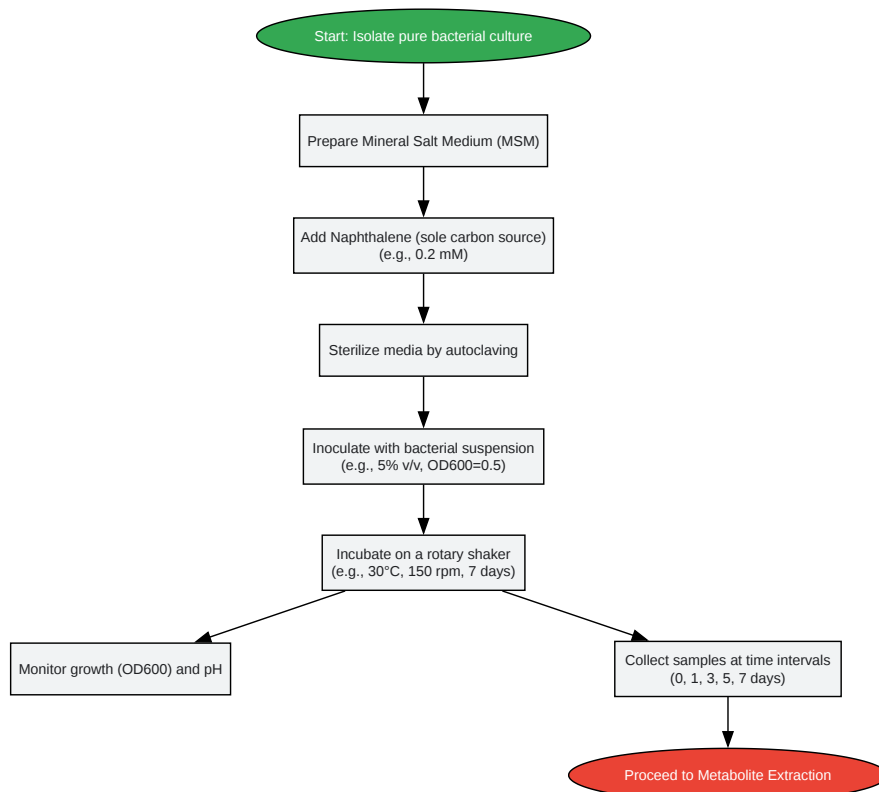 Start: Isolate pure bacterial culture
Prepare Mineral Salt Medium (MSM)
Add Naphthalene (sole carbon source)
(e.g., 0.2 mM)
Sterilize media by autoclaving
Inoculate with bacterial suspension
(e.g., 5% v/v, OD600=0.5)
Incubate on a rotary shaker
(e.g., 30°C, 150 rpm, 7 days)
Monitor growth (OD600) and pH
Collect samples at time intervals
(0, 1, 3, 5, 7 days)
Proceed to Metabolite Extraction